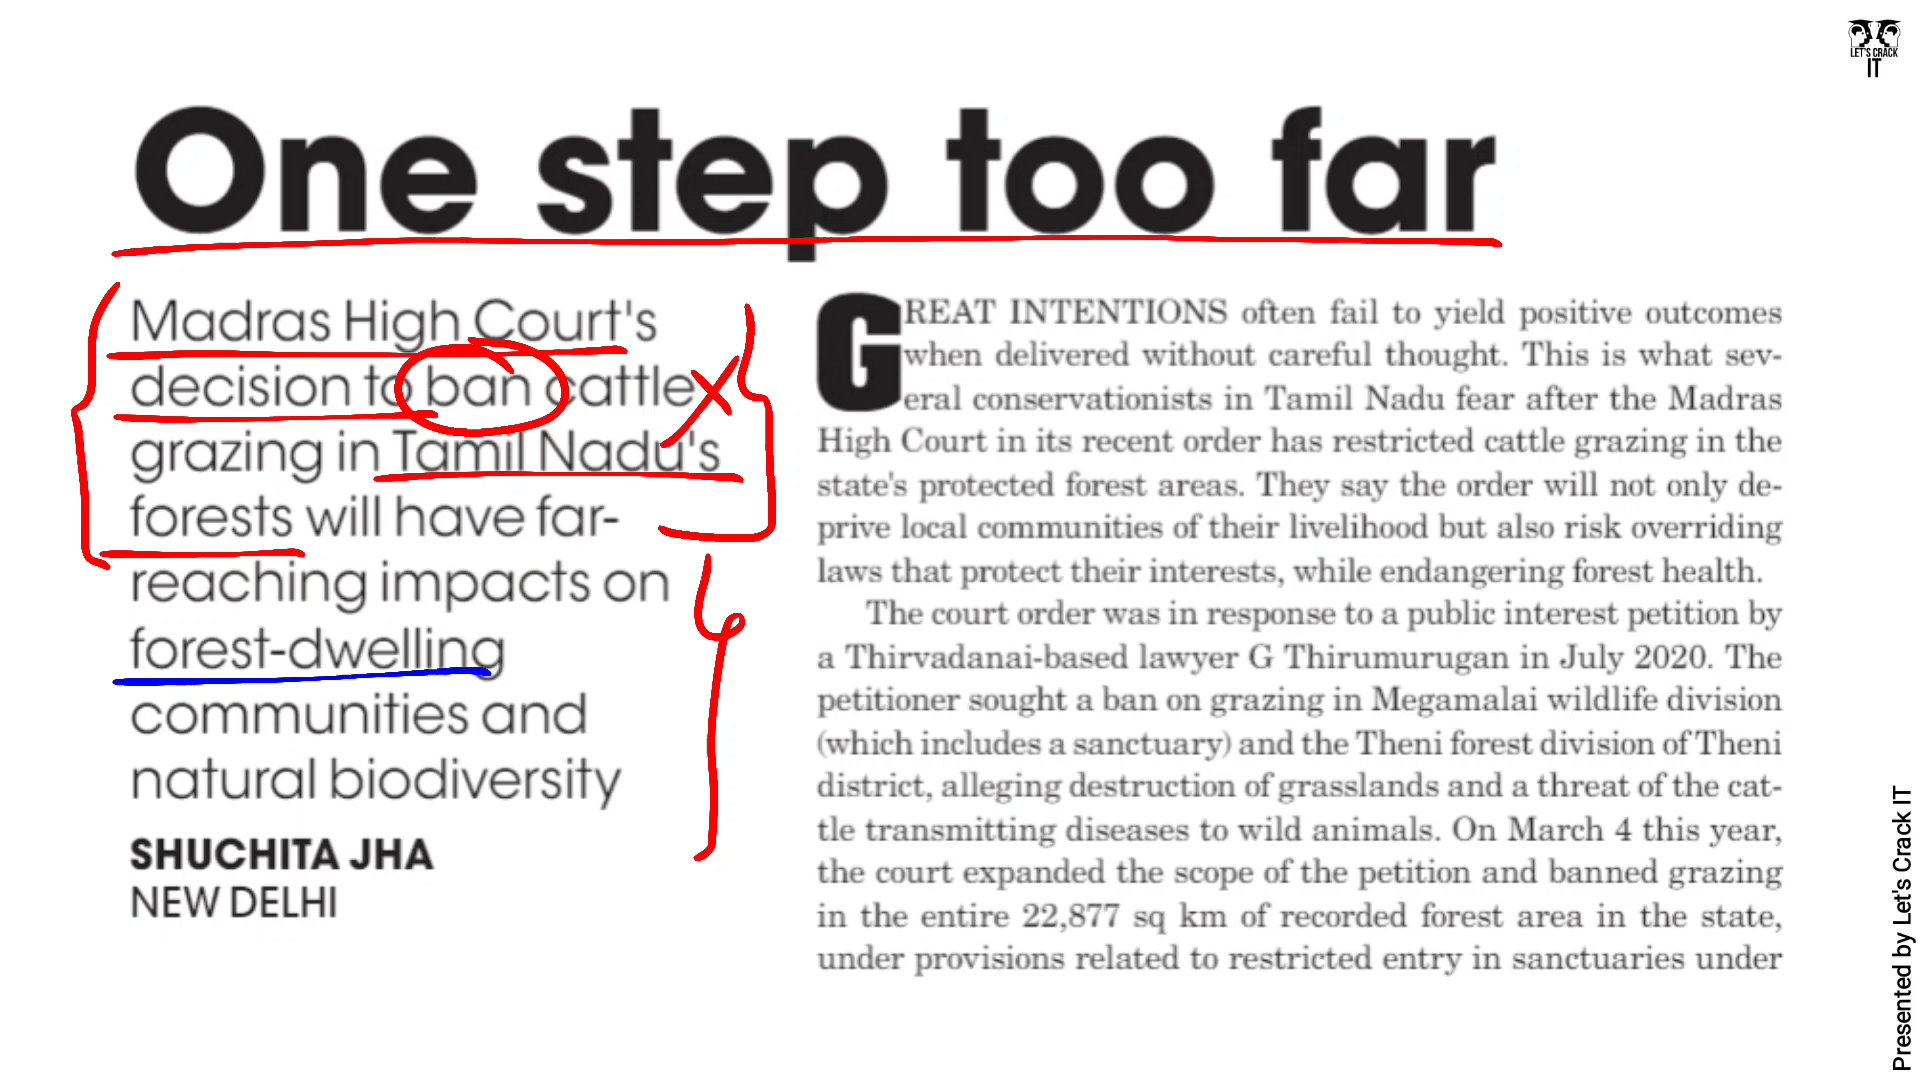 LET'S CRACK
IT
One step too far
Madras High Court's
decision to ban cattle
grazing in Tamil Nadu's
forests will have far-
reaching impacts on
forest-dwelling
communities and
natural biodiversity
SHUCHITA JHA
NEW DELHI
GREAT INTENTIONS often fail to yield positive outcomes
when delivered without careful thought. This is what sev-
eral conservationists in Tamil Nadu fear after the Madras
High Court in its recent order has restricted cattle grazing in the
state's protected forest areas. They say the order will not only de-
prive local communities of their livelihood but also risk overriding
laws that protect their interests, while endangering forest health.
The court order was in response to a public interest petition by
a Thirvadanai-based lawyer G Thirumurugan in July 2020. The
petitioner sought a ban on grazing in Megamalai wildlife division
(which includes a sanctuary) and the Theni forest division of Theni
district, alleging destruction of grasslands and a threat of the cat-
tle transmitting diseases to wild animals. On March 4 this year,
the court expanded the scope of the petition and banned grazing
in the entire 22,877 sq km of recorded forest area in the state,
under provisions related to restricted entry in sanctuaries under
Presented by Let's Crack IT